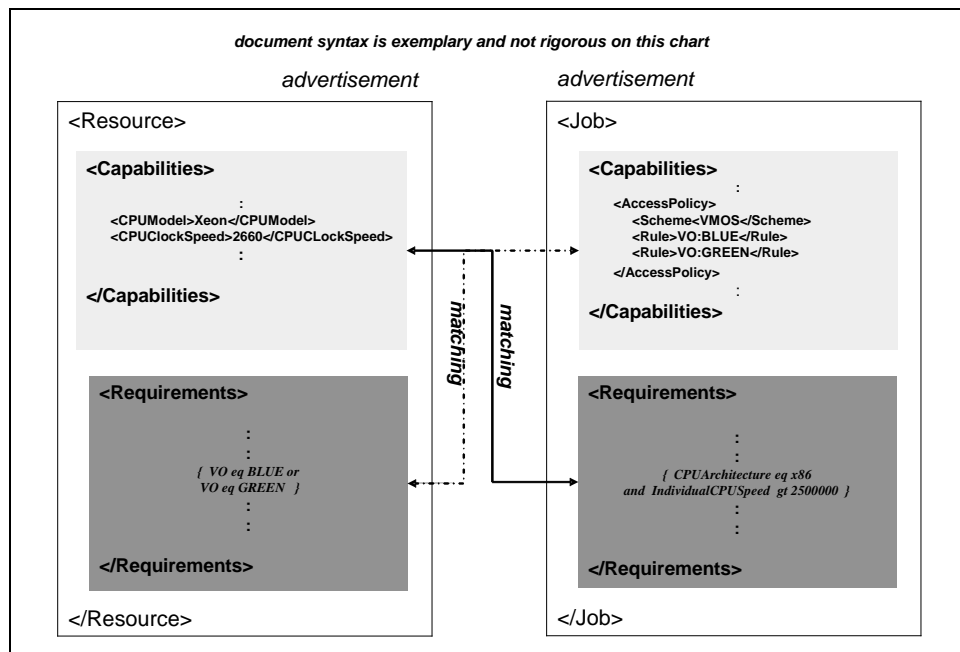 document syntax is exemplary and not rigorous on this chart
advertisement
<Resource>
<Capabilities>
:
<CPUModel>Xeon</CPUModel>
<CPUClockSpeed>2660</CPUCLockSpeed>
:
</Capabilities>
<Requirements>
:
:
{ VO eq BLUE or
VO eq GREEN }
:
:
</Requirements>
</Resource>
matching
matching
advertisement
<Job>
<Capabilities>
:
<AccessPolicy>
<Scheme<VMOS</Scheme>
<Rule>VO:BLUE</Rule>
<Rule>VO:GREEN</Rule>
</AccessPolicy>
:
</Capabilities>
<Requirements>
:
:
{ CPUArchitecture eq x86
and IndividualCPUSpeed gt 2500000 }
:
:
</Requirements>
</Job>